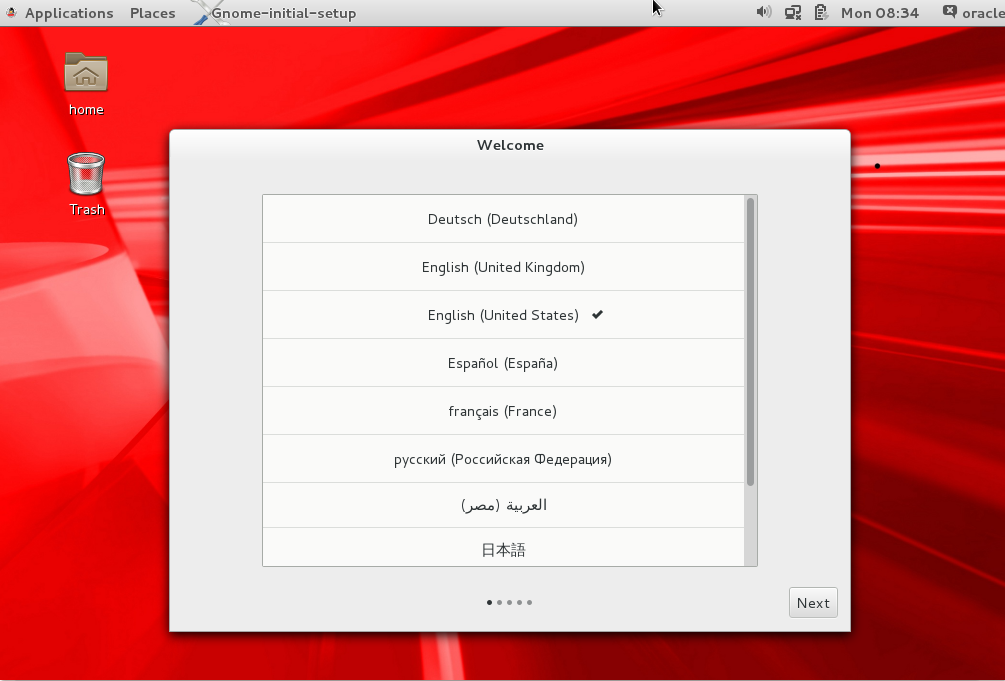 Applications Places Gnome-initial-setup Mon 08:34 oracle
home
Trash
Welcome
Deutsch (Deutschland)
English (United Kingdom)
English (United States)
Español (España)
français (France)
русский (Российская Федерация)
العربية (مصر)
日本語
Next